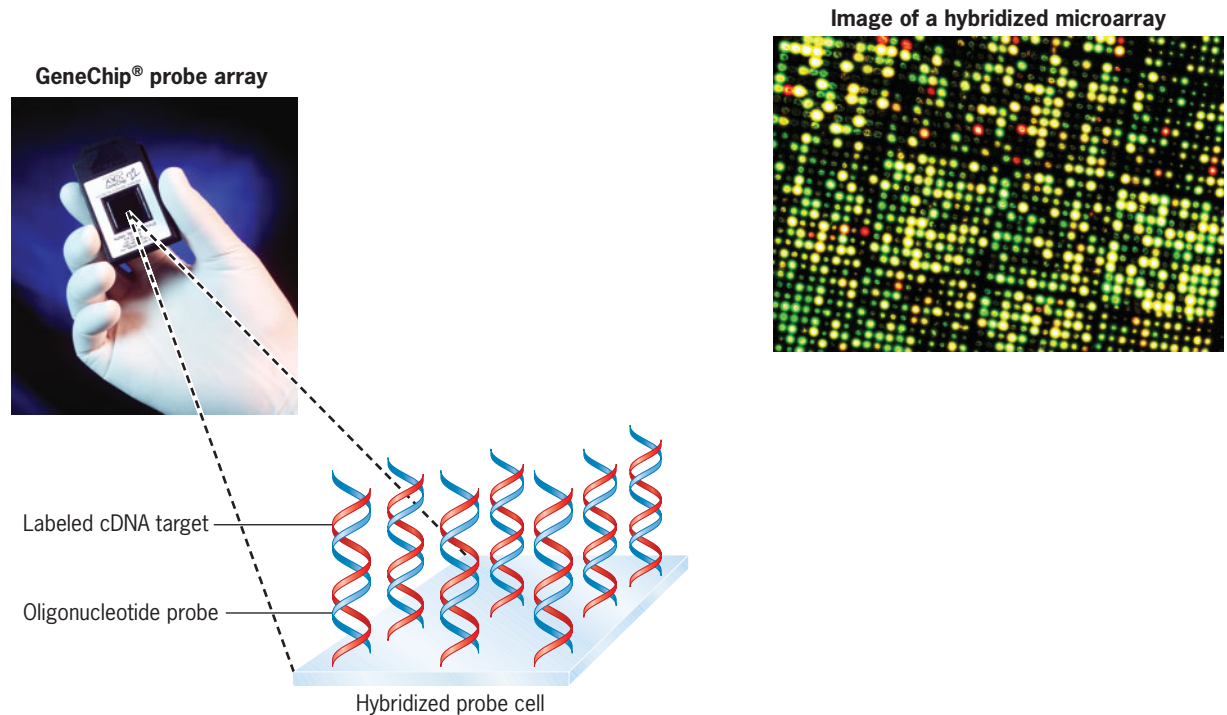 Image of a hybridized microarray
GeneChip® probe array
Labeled cDNA target
Oligonucleotide probe
Hybridized probe cell